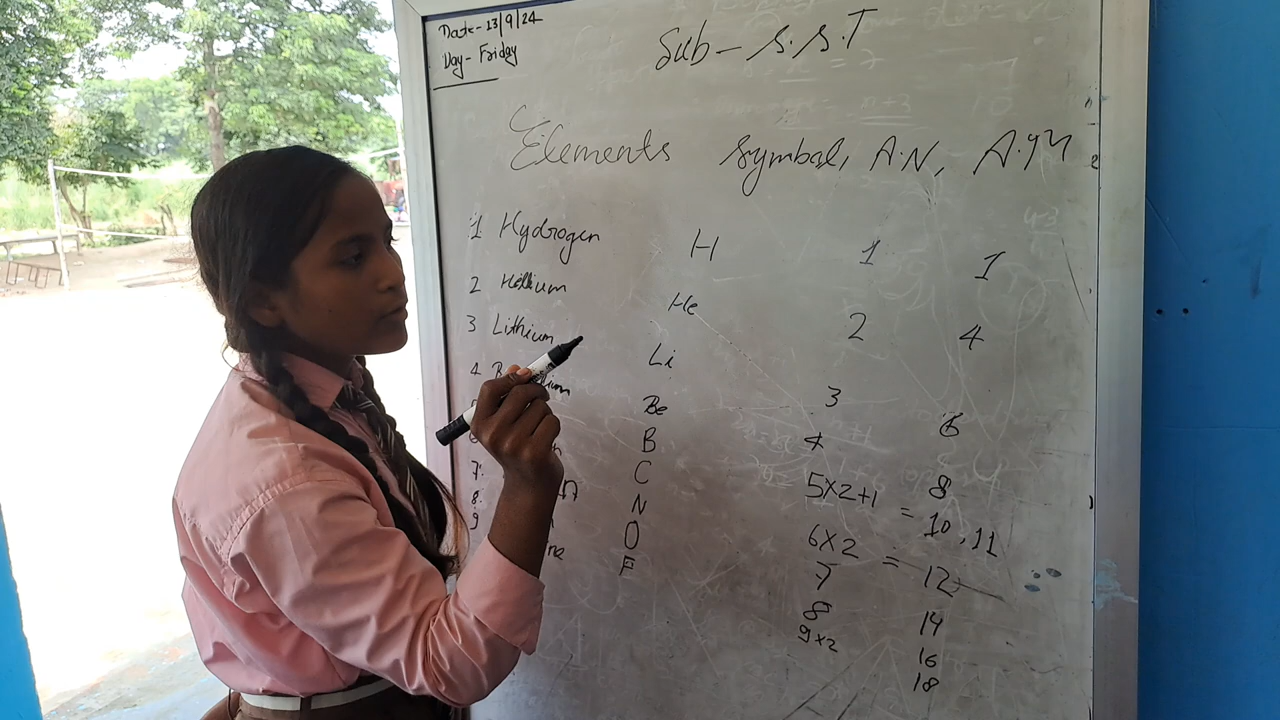 Date- 13/9/24
Day- Friday
Sub- S.S.T
Elements Symbal, A.N, A.M
1 Hydrogen H 1 1
2 Hellium He 2 4
3 Lithium Li 3 6
4 Be 4 8
B 5x2+1 = 10, 11
C 6x2 = 12
7. N 7 14
8. O 8 16
9 F 9x2 18